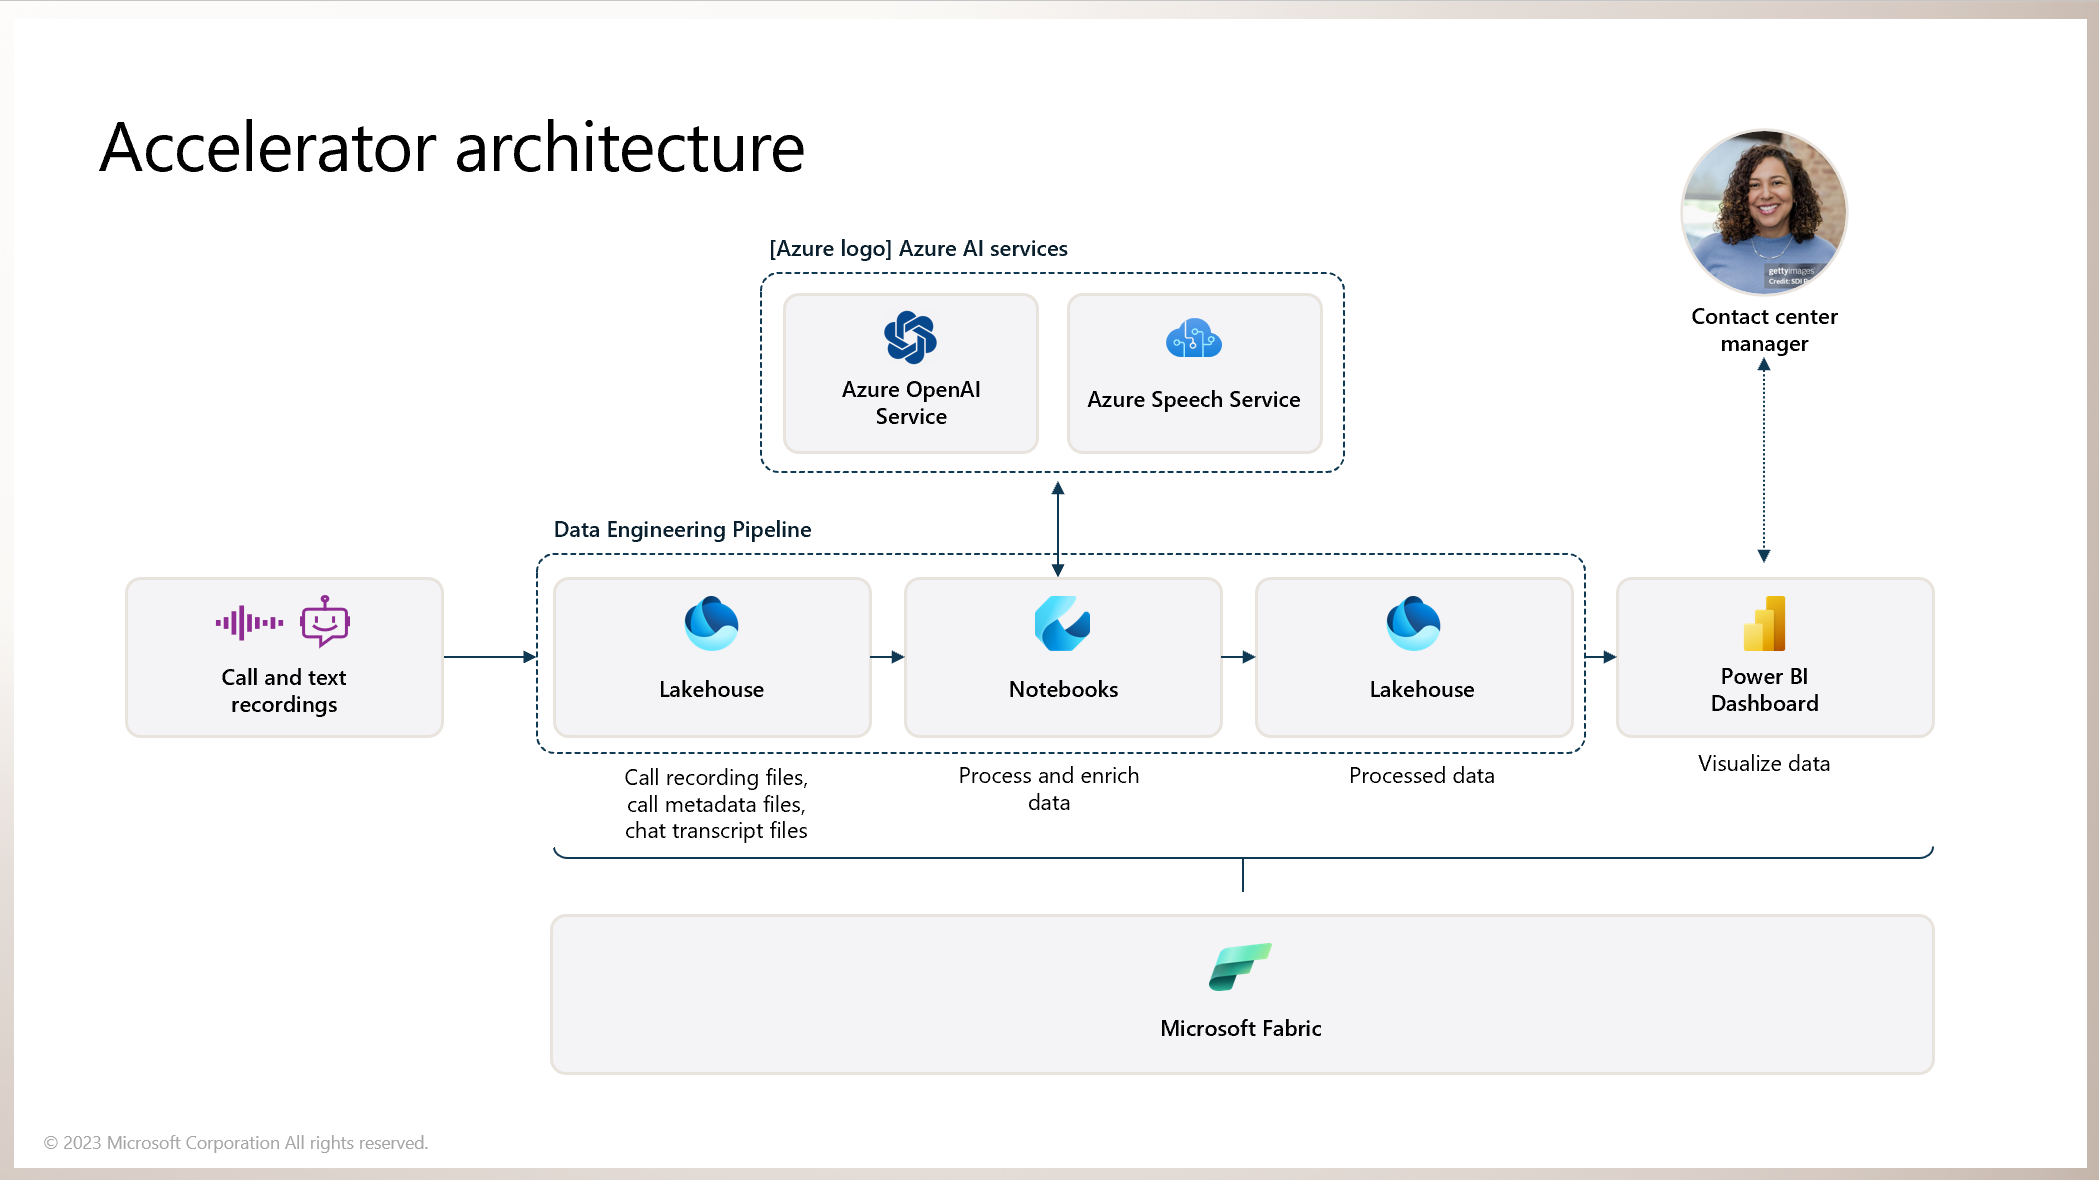 Accelerator architecture
[Azure logo] Azure AI services
Azure OpenAI
Service
Azure Speech Service
gettyimages
Credit: SDI
Contact center
manager
Data Engineering Pipeline
Call and text
recordings
Lakehouse
Notebooks
Lakehouse
Power BI
Dashboard
Call recording files,
call metadata files,
chat transcript files
Process and enrich
data
Processed data
Visualize data
Microsoft Fabric
© 2023 Microsoft Corporation All rights reserved.